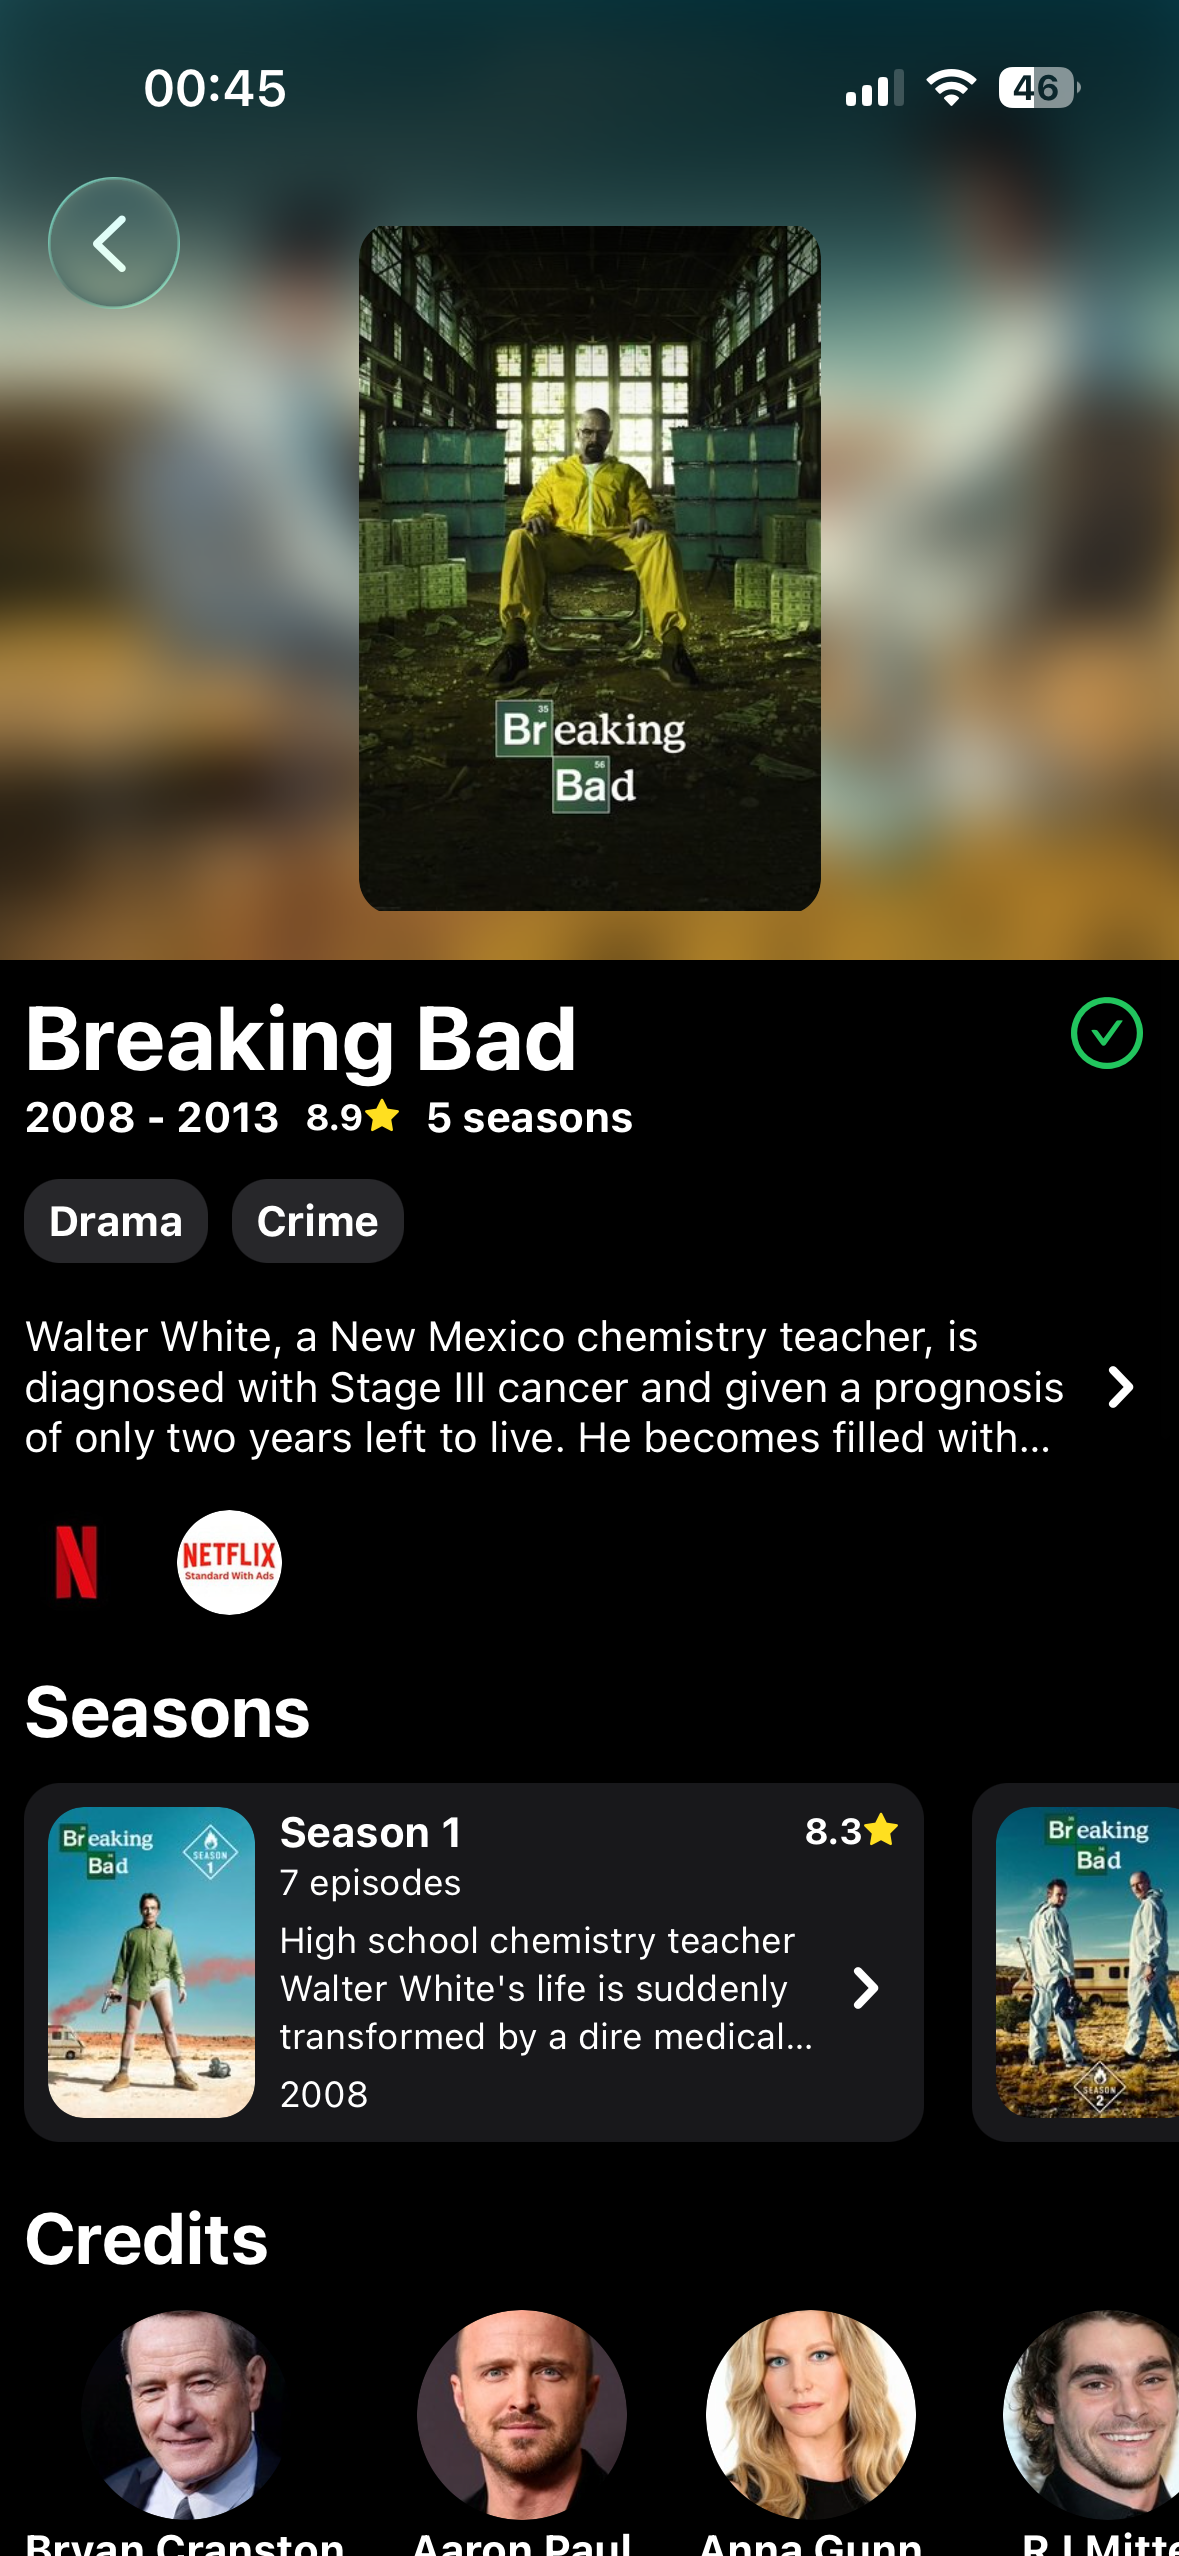 00:45
46
35
Breaking
56
Bad
Breaking Bad
2008 - 2013 8.9 5 seasons
Drama Crime
Walter White, a New Mexico chemistry teacher, is
diagnosed with Stage III cancer and given a prognosis
of only two years left to live. He becomes filled with...
N
NETFLIX
Standard With Ads
Seasons
Breaking
Bad
SEASON
1
Season 1
8.3
7 episodes
High school chemistry teacher
Walter White's life is suddenly
transformed by a dire medical...
2008
Breaking
Bad
SEASON
2
Credits
Bryan Cranston Aaron Paul Anna Gunn RJ Mitte